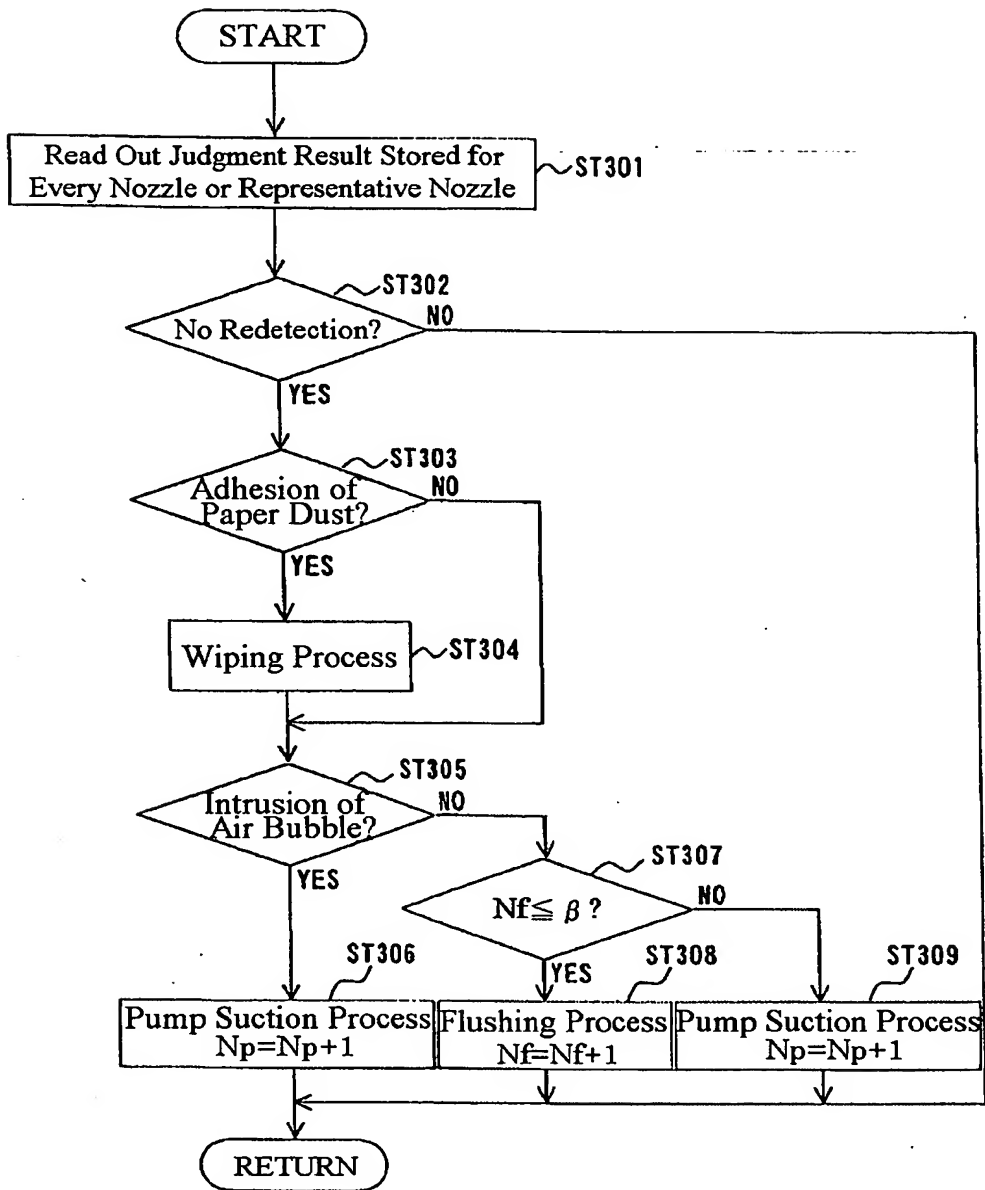 START
Read Out Judgment Result Stored for
Every Nozzle or Representative Nozzle
ST301
ST302
No Redetection?
NO
YES
ST303
Adhesion of
Paper Dust?
NO
YES
Wiping Process
ST304
ST305
Intrusion of
Air Bubble?
NO
YES
ST307
Nf≦ β ?
NO
YES
ST306
Pump Suction Process
Np=Np+1
ST308
Flushing Process
Nf=Nf+1
ST309
Pump Suction Process
Np=Np+1
RETURN